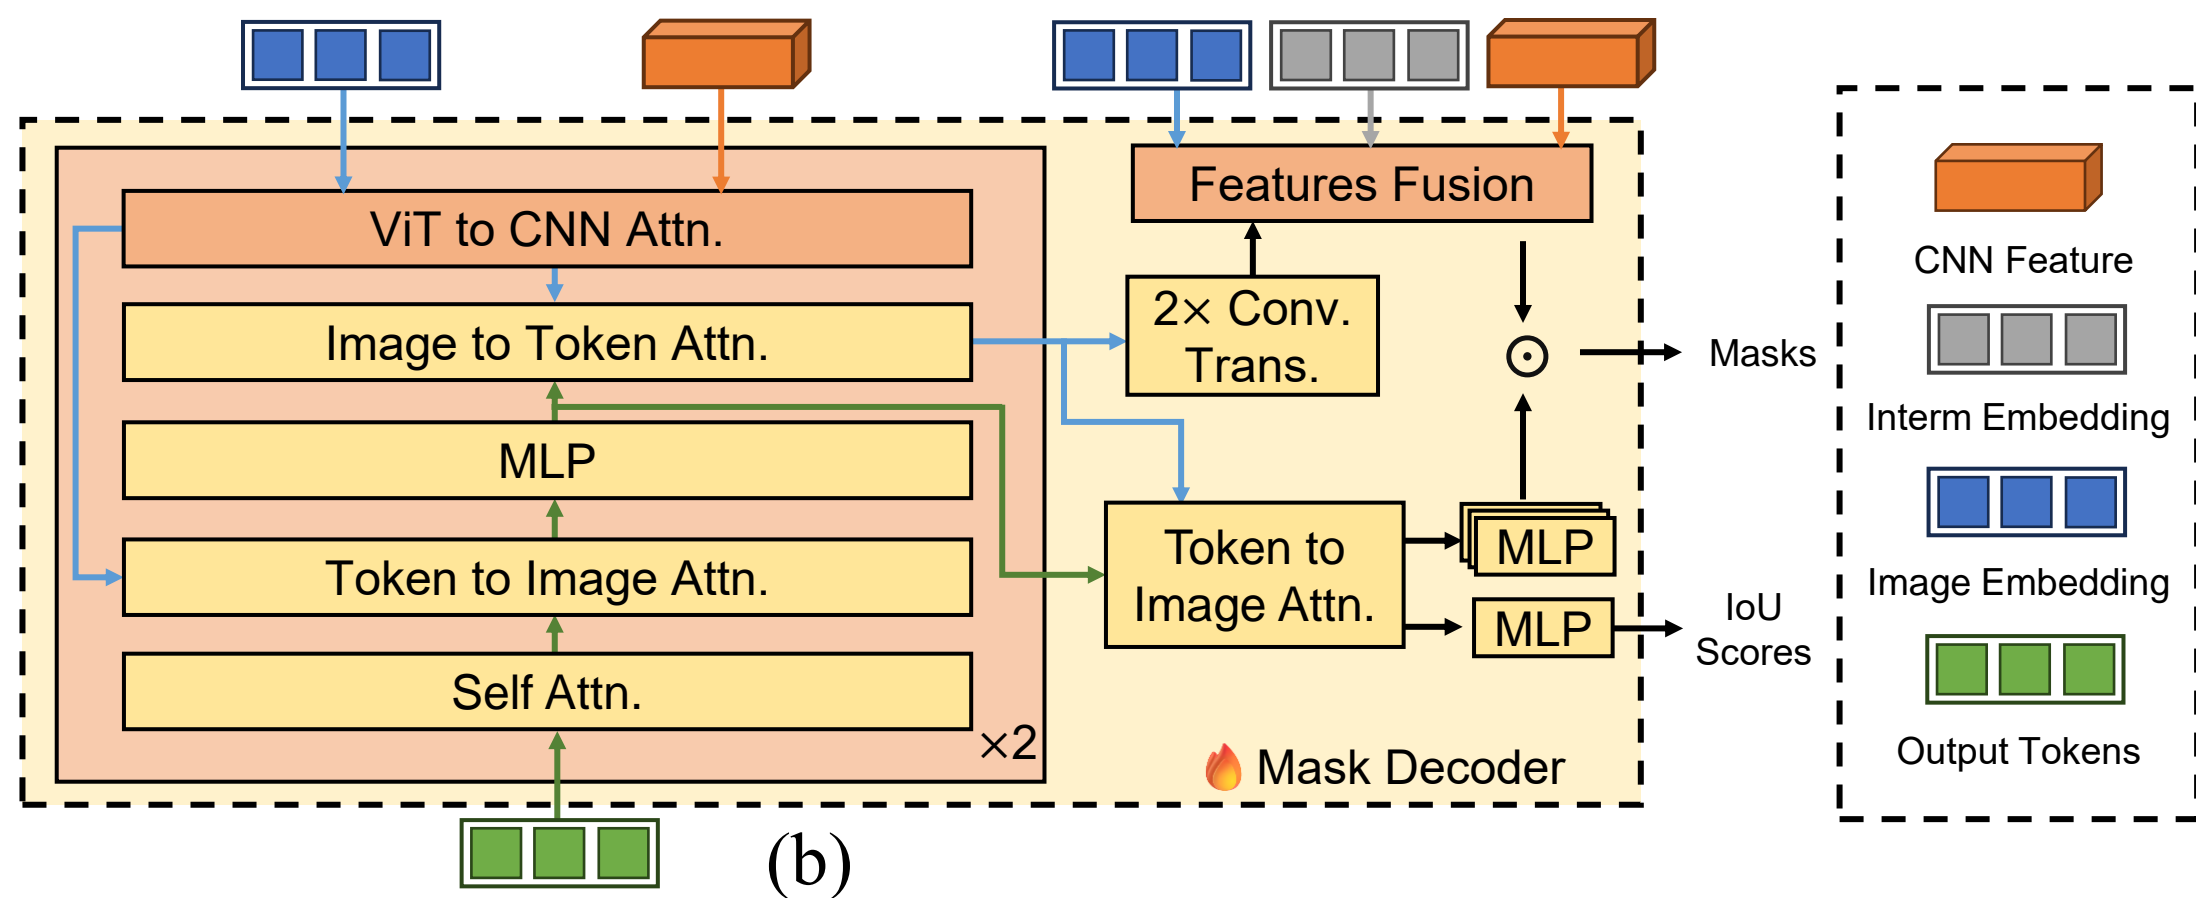 ViT to CNN Attn.
Image to Token Attn.
MLP
Token to Image Attn.
Self Attn.
×2
Features Fusion
2× Conv.
Trans.
Token to
Image Attn.
MLP
MLP
Mask Decoder
Masks
IoU
Scores
CNN Feature
Interm Embedding
Image Embedding
Output Tokens
(b)